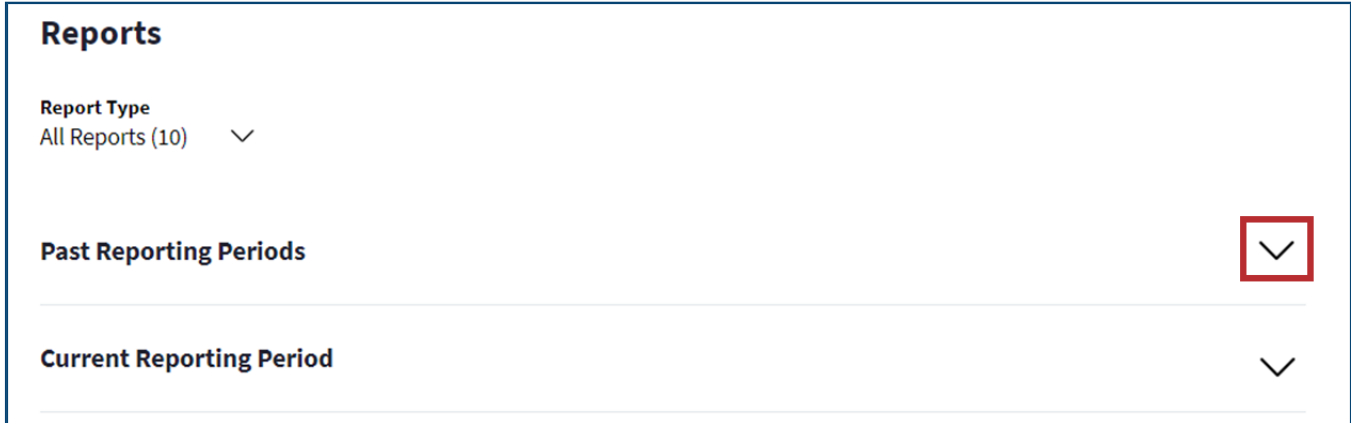 Reports
Report Type
All Reports (10)
Past Reporting Periods
Current Reporting Period